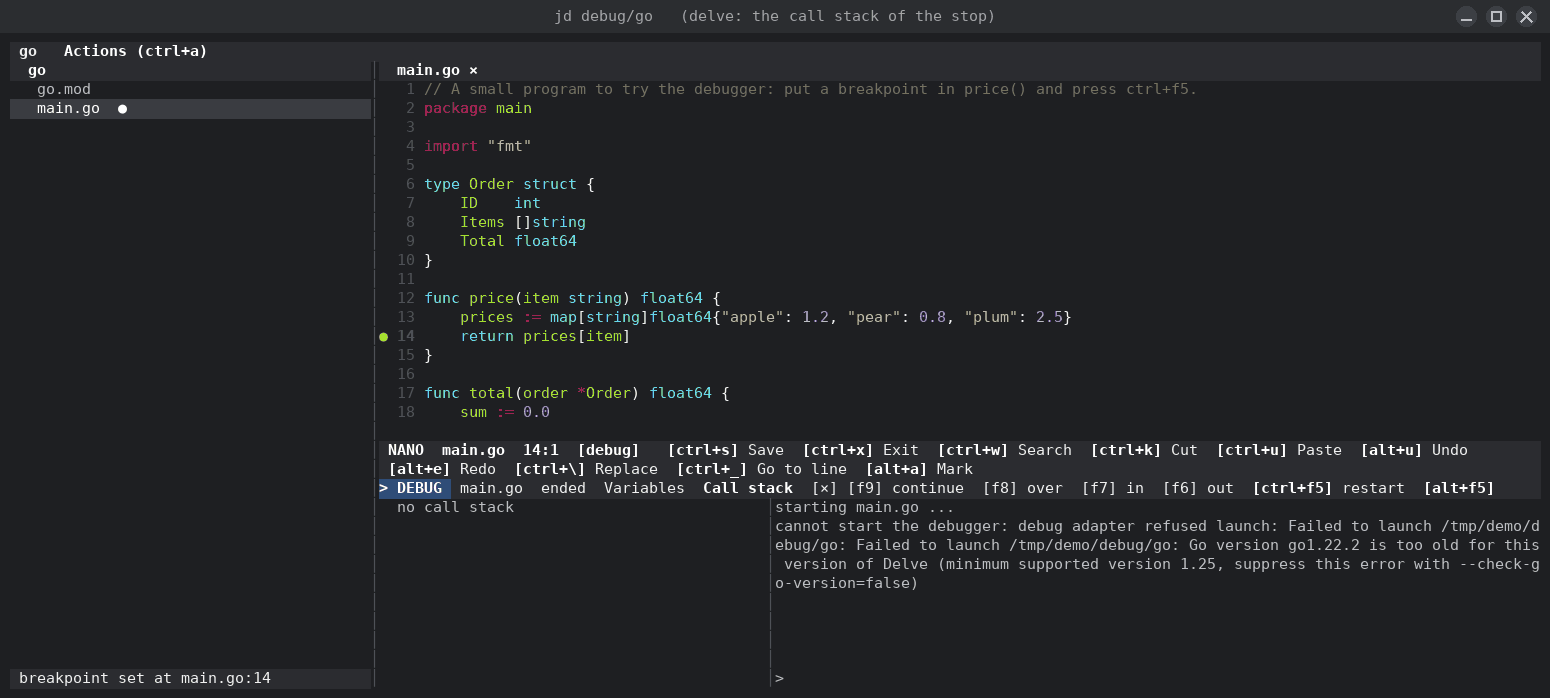 jd debug/go   (delve: the call stack of the stop)
go   Actions (ctrl+a)
go
go.mod
main.go  ●
main.go ×
1 // A small program to try the debugger: put a breakpoint in price() and press ctrl+f5.
2 package main
3
4 import "fmt"
5
6 type Order struct {
7     ID    int
8     Items []string
9     Total float64
10 }
11
12 func price(item string) float64 {
13     prices := map[string]float64{"apple": 1.2, "pear": 0.8, "plum": 2.5}
● 14     return prices[item]
15 }
16
17 func total(order *Order) float64 {
18     sum := 0.0
NANO  main.go  14:1  [debug]   [ctrl+s] Save  [ctrl+x] Exit  [ctrl+w] Search  [ctrl+k] Cut  [ctrl+u] Paste  [alt+u] Undo
[alt+e] Redo  [ctrl+\] Replace  [ctrl+_] Go to line  [alt+a] Mark
> DEBUG  main.go  ended  Variables  Call stack  [×] [f9] continue  [f8] over  [f7] in  [f6] out  [ctrl+f5] restart  [alt+f5]
no call stack
starting main.go ...
cannot start the debugger: debug adapter refused launch: Failed to launch /tmp/demo/d
ebug/go: Failed to launch /tmp/demo/debug/go: Go version go1.22.2 is too old for this
 version of Delve (minimum supported version 1.25, suppress this error with --check-g
o-version=false)
breakpoint set at main.go:14
>